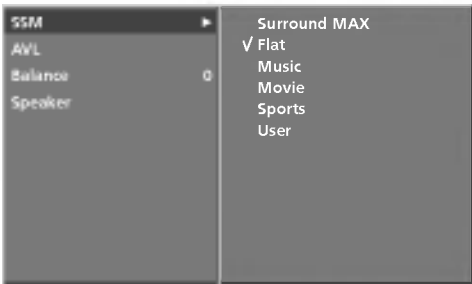 SSM ▶
AVL
Balance 0
Speaker
Surround MAX
√ Flat
Music
Movie
Sports
User